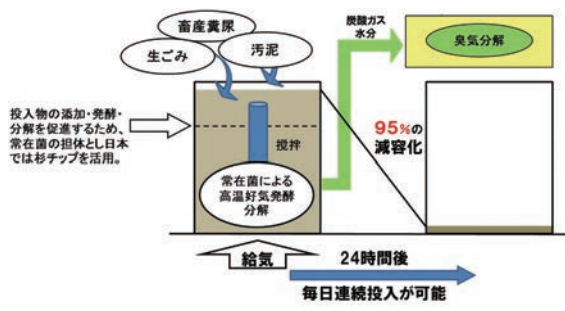 畜産糞尿
生ごみ
汚泥
炭酸ガス
水分
臭気分解
投入物の添加・発酵・
分解を促進するため、
常在菌の担体とし日本
では杉チップを活用。
撹拌
95%の
減容化
常在菌による
高温好気発酵
分解
給気
24時間後
毎日連続投入が可能